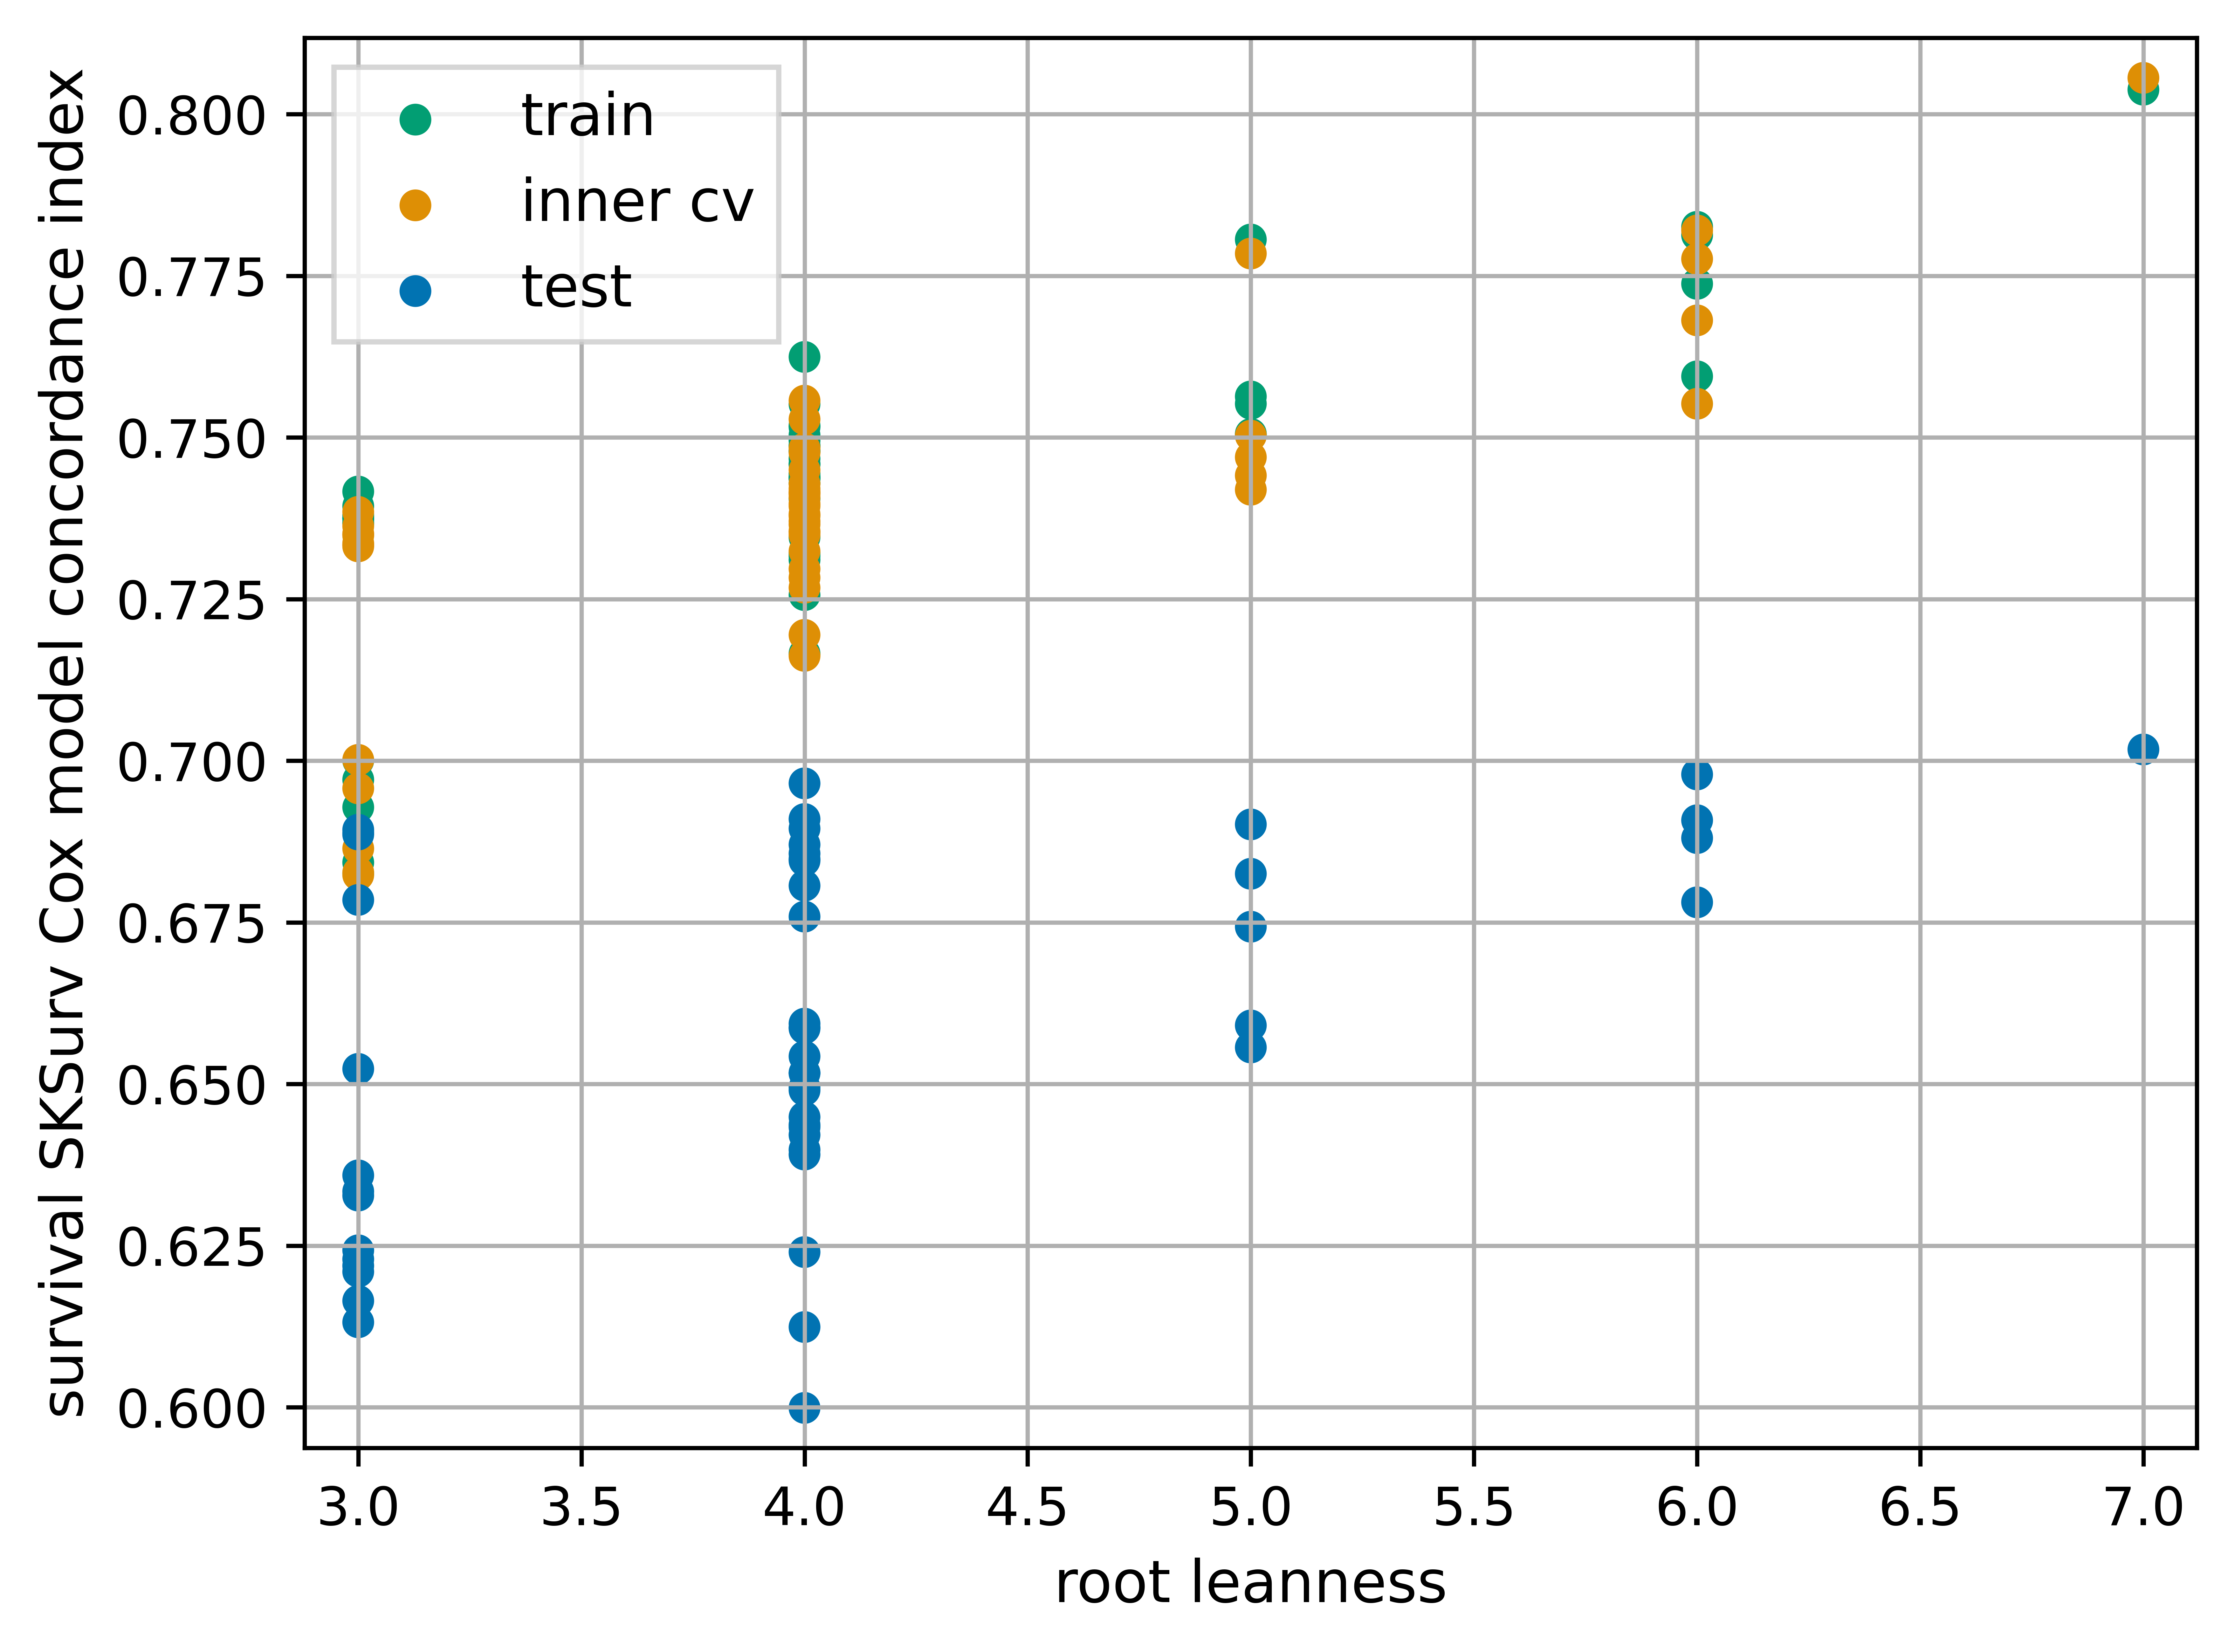 survival SKSurv Cox model concordance index
0.800
0.775
0.750
0.725
0.700
0.675
0.650
0.625
0.600
train
inner cv
test
3.0 3.5 4.0 4.5 5.0 5.5 6.0 6.5 7.0
root leanness